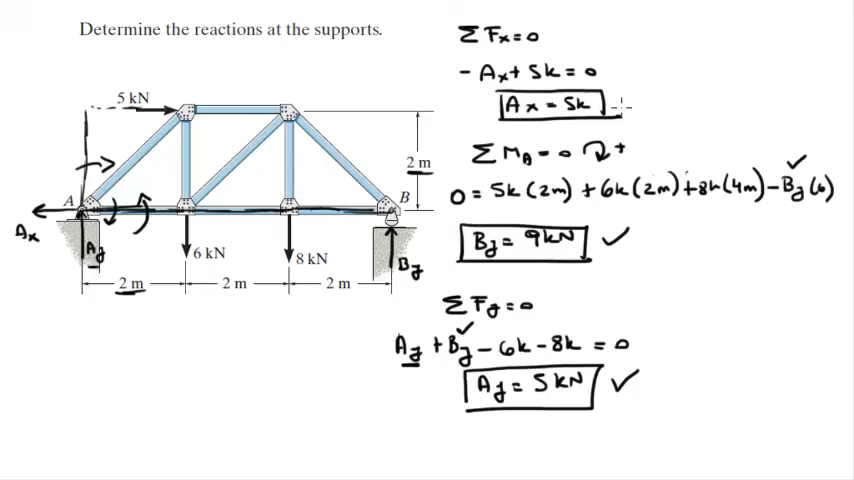 Determine the reactions at the supports.
ΣFx=0
-Ax+5k=0
Ax=5k
5 kN
ΣMA=0 +
2 m
0=5k(2m)+6k(2m)+8k(4m)-By(6)
A
B
Ax
Ay
6 kN
8 kN
By
By=9kN ✓
2 m
2 m
2 m
ΣFy=0
Ay+By-6k-8k=0
Ay=5kN ✓